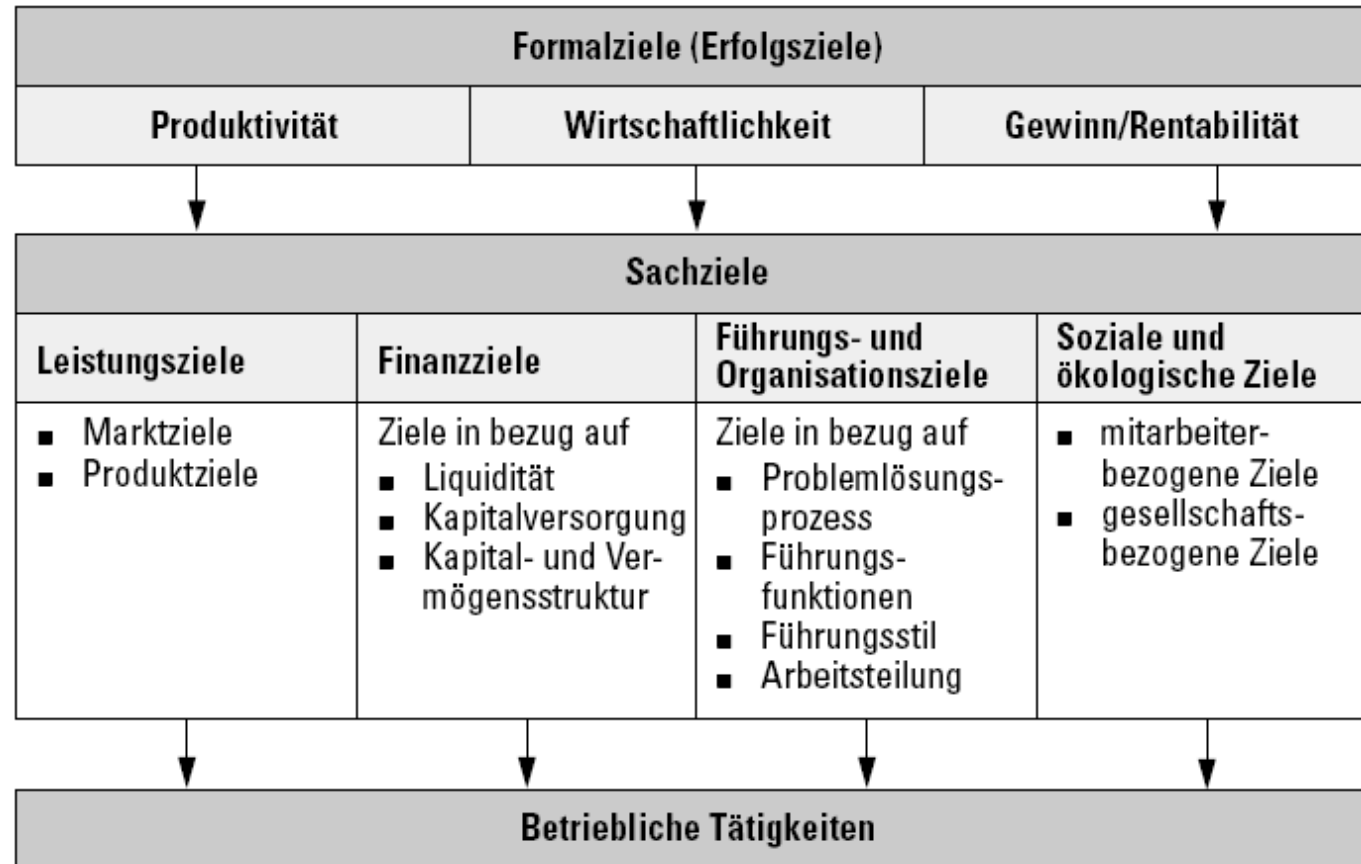 Formalziele (Erfolgsziele)
Produktivität
Wirtschaftlichkeit
Gewinn/Rentabilität
Sachziele
Leistungsziele
Finanzziele
Führungs- und
Organisationsziele
Soziale und
ökologische Ziele
■ Marktziele
■ Produktziele
Ziele in bezug auf
■ Liquidität
■ Kapitalversorgung
■ Kapital- und Ver-
mögensstruktur
Ziele in bezug auf
■ Problemlösungs-
prozess
■ Führungs-
funktionen
■ Führungsstil
■ Arbeitsteilung
■ mitarbeiter-
bezogene Ziele
■ gesellschafts-
bezogene Ziele
Betriebliche Tätigkeiten